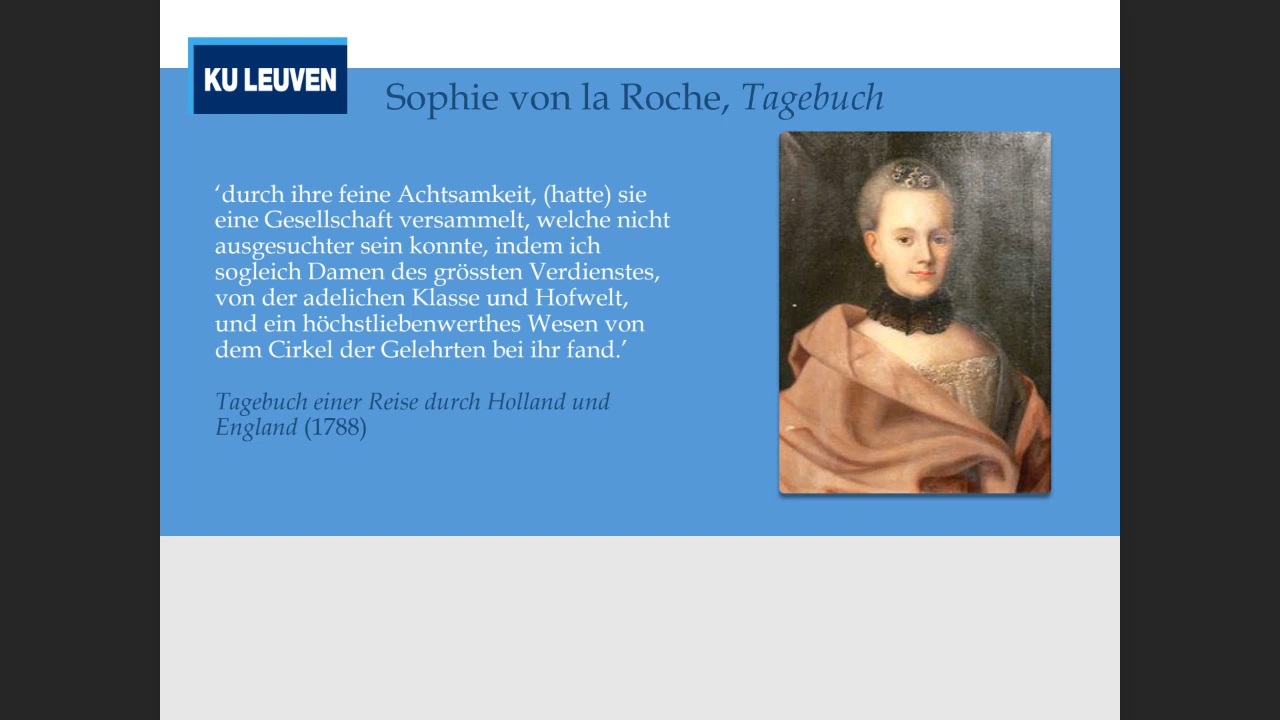 KU LEUVEN
Sophie von la Roche, Tagebuch
‘durch ihre feine Achtsamkeit, (hatte) sie
eine Gesellschaft versammelt, welche nicht
ausgesuchter sein konnte, indem ich
sogleich Damen des grössten Verdienstes,
von der adelichen Klasse und Hofwelt,
und ein höchstliebenwerthes Wesen von
dem Cirkel der Gelehrten bei ihr fand.’
Tagebuch einer Reise durch Holland und
England (1788)